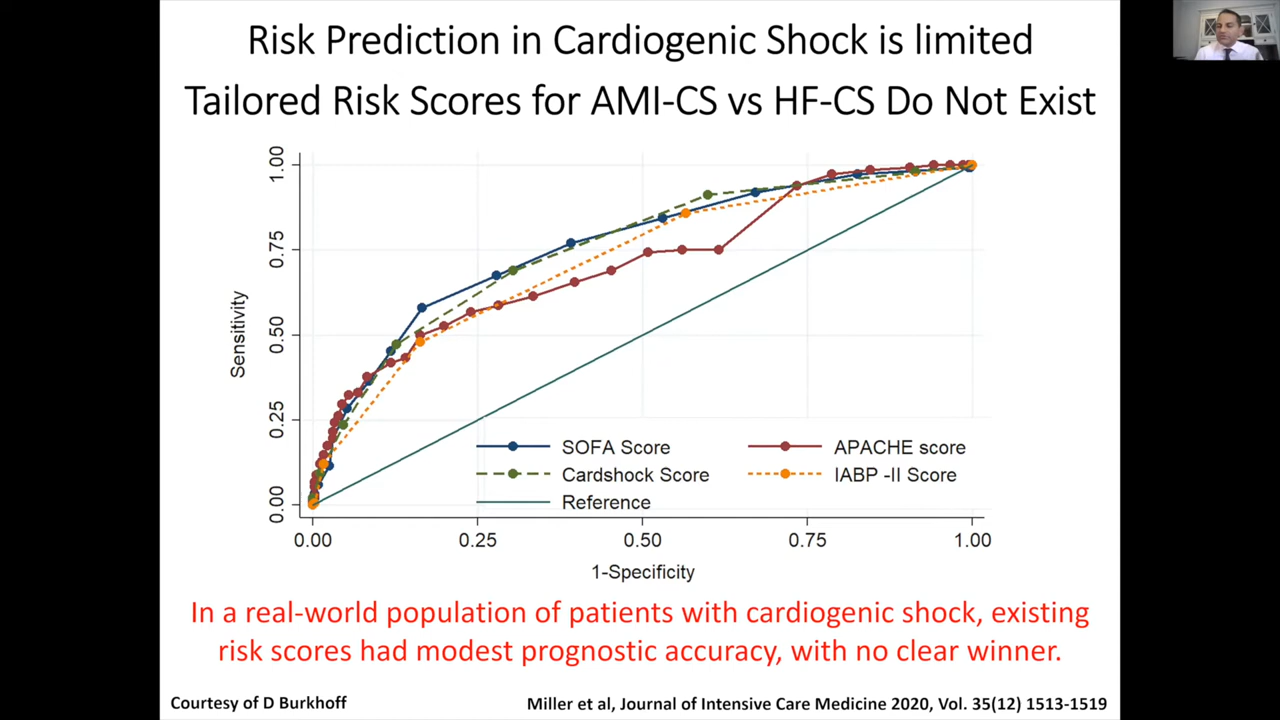 Risk Prediction in Cardiogenic Shock is limited
Tailored Risk Scores for AMI-CS vs HF-CS Do Not Exist
1.00
0.75
0.50
0.25
0.00
Sensitivity
SOFA Score
APACHE score
Cardshock Score
IABP -II Score
Reference
0.00 0.25 0.50 0.75 1.00
1-Specificity
In a real-world population of patients with cardiogenic shock, existing
risk scores had modest prognostic accuracy, with no clear winner.
Courtesy of D Burkhoff
Miller et al, Journal of Intensive Care Medicine 2020, Vol. 35(12) 1513-1519